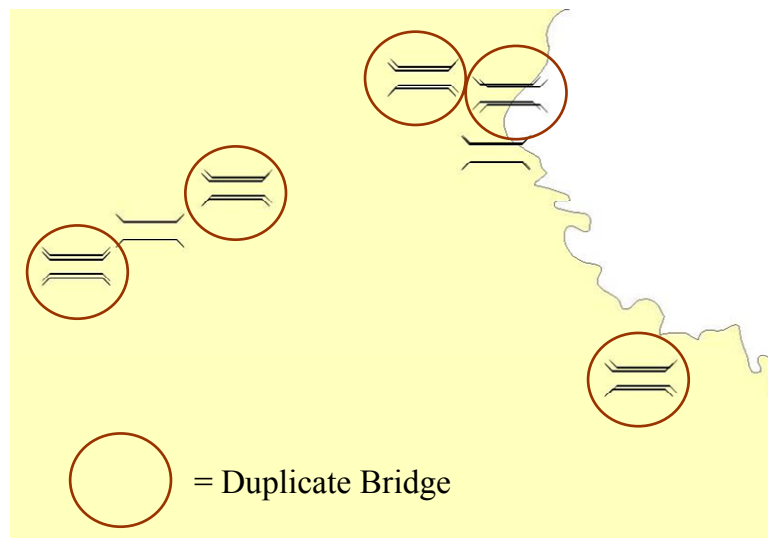 = Duplicate Bridge